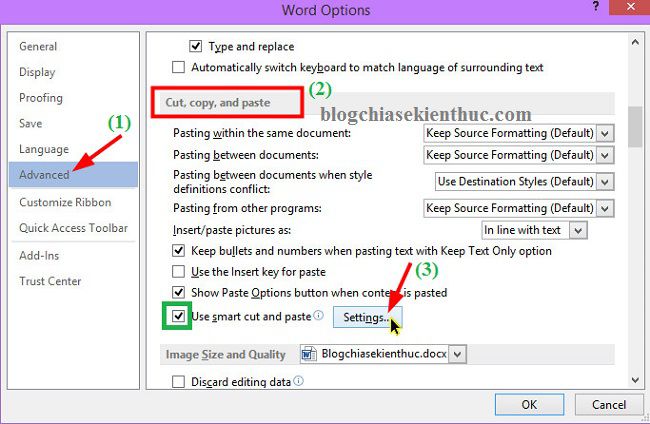 Word Options
?
General
Display
Proofing
Save
Language
Advanced
Customize Ribbon
Quick Access Toolbar
Add-Ins
Trust Center
(1)
Type and replace
Automatically switch keyboard to match language of surrounding text
Cut, copy, and paste
(2)
blogchiasekienthuc.com
Pasting within the same document: Keep Source Formatting (Default)
Pasting between documents: Keep Source Formatting (Default)
Pasting between documents when style
definitions conflict: Use Destination Styles (Default)
Pasting from other programs: Keep Source Formatting (Default)
Insert/paste pictures as: In line with text
Keep bullets and numbers when pasting text with Keep Text Only option
Use the Insert key for paste
(3)
Show Paste Options button when content is pasted
Use smart cut and paste Settings...
Image Size and Quality Blogchiasekienthuc.docx
Discard editing data
OK Cancel